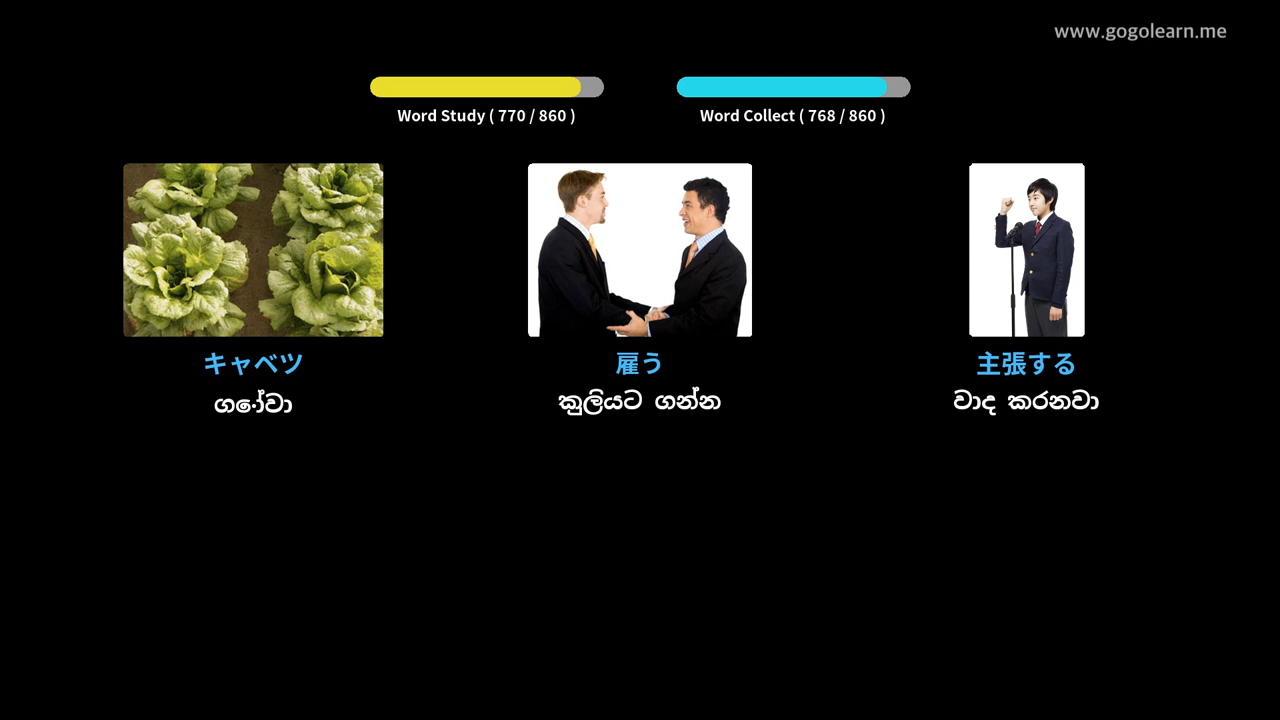 www.gogolearn.me
Word Study ( 770 / 860 )
Word Collect ( 768 / 860 )
キャベツ
雇う
主張する
ගෝවා
කුලියට ගන්න
වාද කරනවා